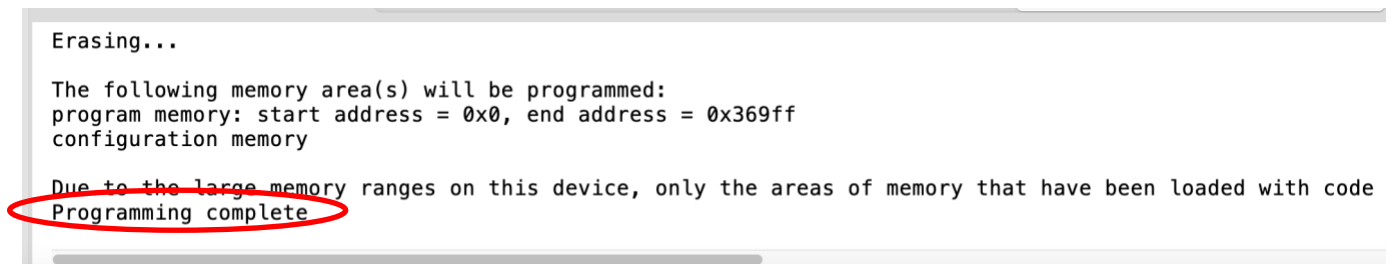 Erasing...
The following memory area(s) will be programmed:
program memory: start address = 0x0, end address = 0x369ff
configuration memory
Due to the large memory ranges on this device, only the areas of memory that have been loaded with code
Programming complete